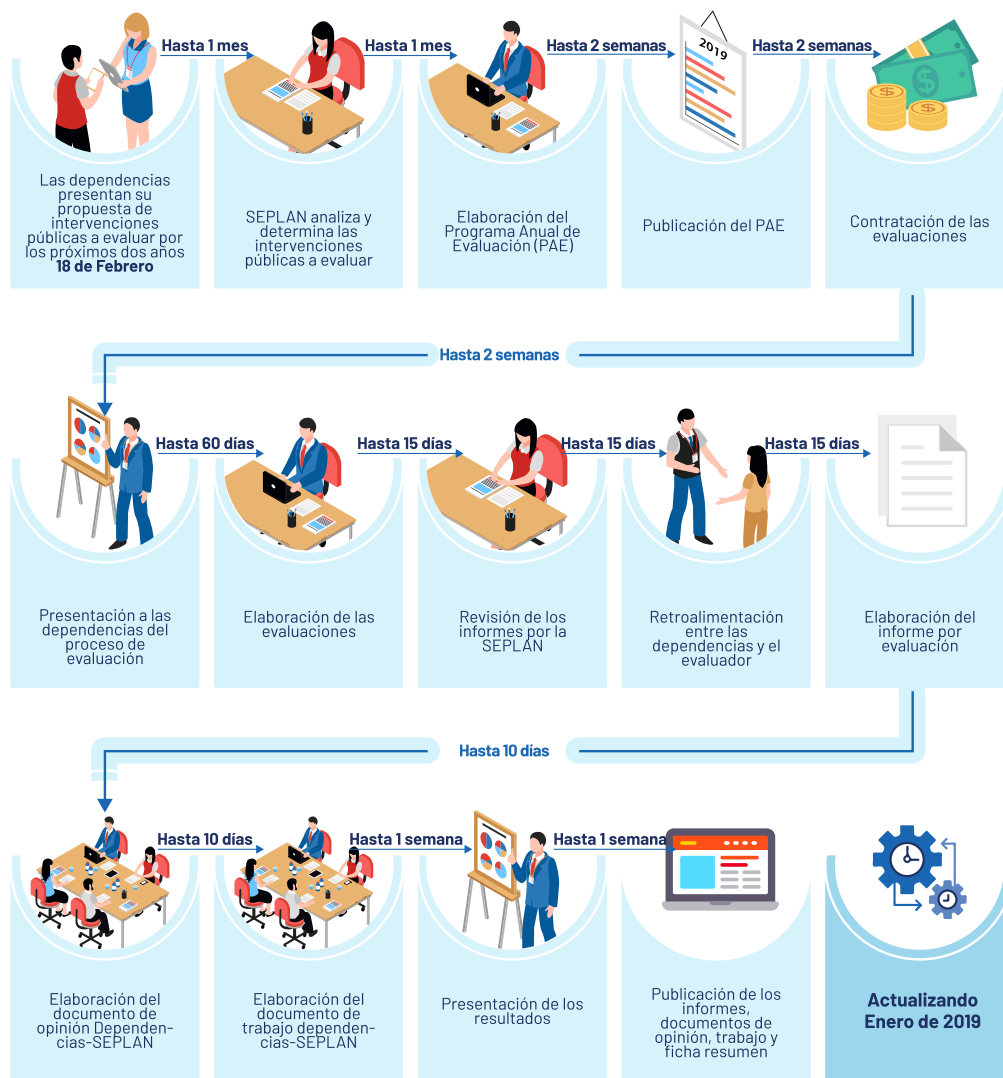 Hasta 1 mes
Hasta 1 mes
Hasta 2 semanas
Hasta 2 semanas
2019
Las dependencias
presentan su
propuesta de
intervenciones
públicas a evaluar por
los próximos dos años
18 de Febrero
SEPLAN analiza y
determina las
intervenciones
públicas a evaluar
Elaboración del
Programa Anual de
Evaluación (PAE)
Publicación del PAE
Contratación de las
evaluaciones
Hasta 2 semanas
Hasta 60 días
Hasta 15 días
Hasta 15 días
Hasta 15 días
Presentación a las
dependencias del
proceso de
evaluación
Elaboración de las
evaluaciones
Revisión de los
informes por la
SEPLAN
Retroalimentación
entre las
dependencias y el
evaluador
Elaboración del
informe por
evaluación
Hasta 10 días
Hasta 10 días
Hasta 1 semana
Hasta 1 semana
Elaboración del
documento de
opinión Dependen-
cias-SEPLAN
Elaboración del
documento de
trabajo dependen-
cias-SEPLAN
Presentación de los
resultados
Publicación de los
informes,
documentos de
opinión, trabajo y
ficha resumen
Actualizando
Enero de 2019